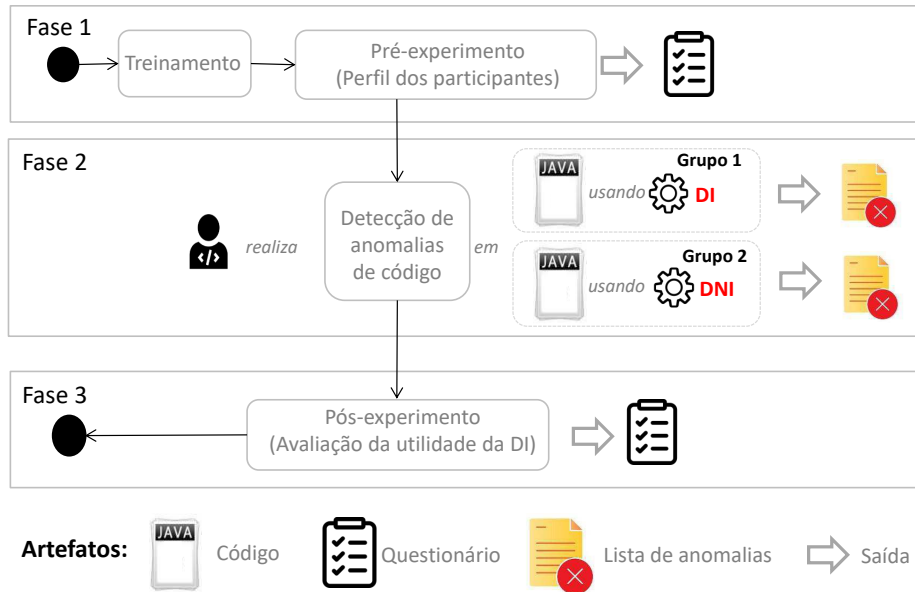 Fase 1
Treinamento
Pré-experimento
(Perfil dos participantes)
Fase 2
realiza
</>
Detecção de
anomalias
de código
em
JAVA
usando
Grupo 1
DI
JAVA
usando
Grupo 2
DNI
Fase 3
Pós-experimento
(Avaliação da utilidade da DI)
Artefatos:
JAVA
Código
Questionário
Lista de anomalias
Saída